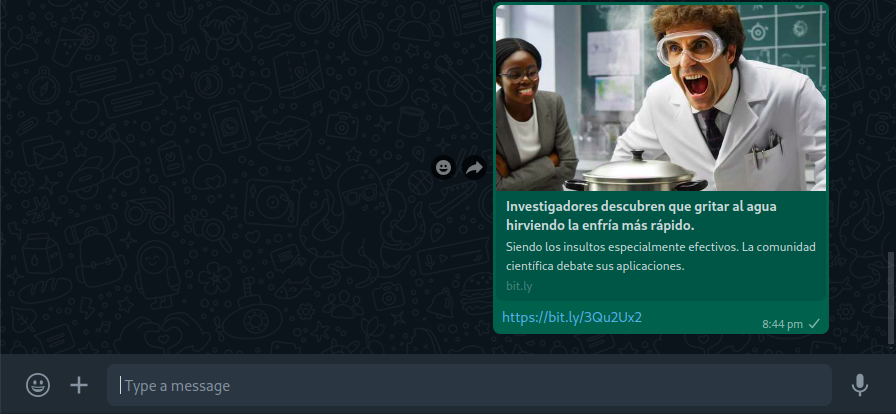 Investigadores descubren que gritar al agua
hirviendo la enfría más rápido.
Siendo los insultos especialmente efectivos. La comunidad
científica debate sus aplicaciones.
bit.ly
https://bit.ly/3Qu2Ux2
8:44 pm
Type a message